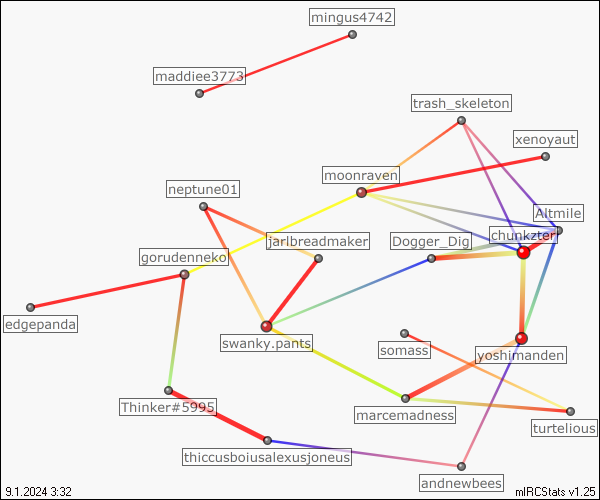 mingus4742
maddiee3773
trash_skeleton
xenoyaut
moonraven
neptune01
Altmile
chunkzter
jarlbreadmaker
Dogger_Dig
gorudenneko
edgepanda
swanky.pants
somass
yoshimanden
Thinker#5995
marcemadness
turtelious
thiccusboiusalexusjoneus
andnewbees
9.1.2024 3:32
mIRCStats v1.25